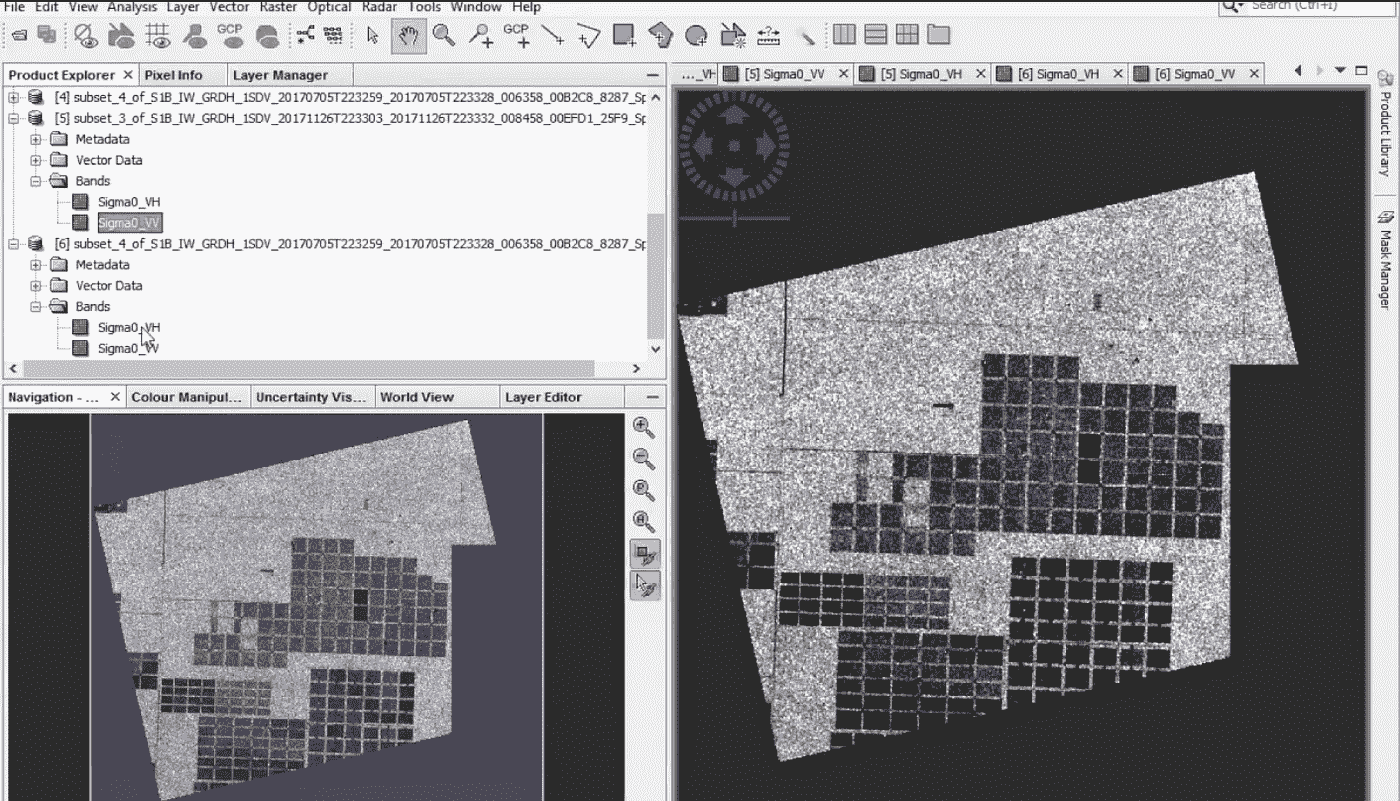 File Edit View Analysis Layer Vector Raster Optical Radar Tools Window Help
Search (Ctrl+I)
GCP
GCP
Product Explorer × Pixel Info Layer Manager
[4] subset_4_of_S1B_IW_GRDH_1SDV_20170705T223259_20170705T223328_006358_00B2C8_8287_Sp
[5] subset_3_of_S1B_IW_GRDH_1SDV_20171126T223303_20171126T223332_008458_00EFD1_25F9_Sp
Metadata
Vector Data
Bands
Sigma0_VH
Sigma0_VV
[6] subset_4_of_S1B_IW_GRDH_1SDV_20170705T223259_20170705T223328_006358_00B2C8_8287_Sp
Metadata
Vector Data
Bands
Sigma0_VH
Sigma0_VV
Navigation - ... × Colour Manipul... Uncertainty Vis... World View Layer Editor
..._VH [5] Sigma0_VV × [5] Sigma0_VH × [6] Sigma0_VH × [6] Sigma0_VV ×
Product Library
Mask Manager